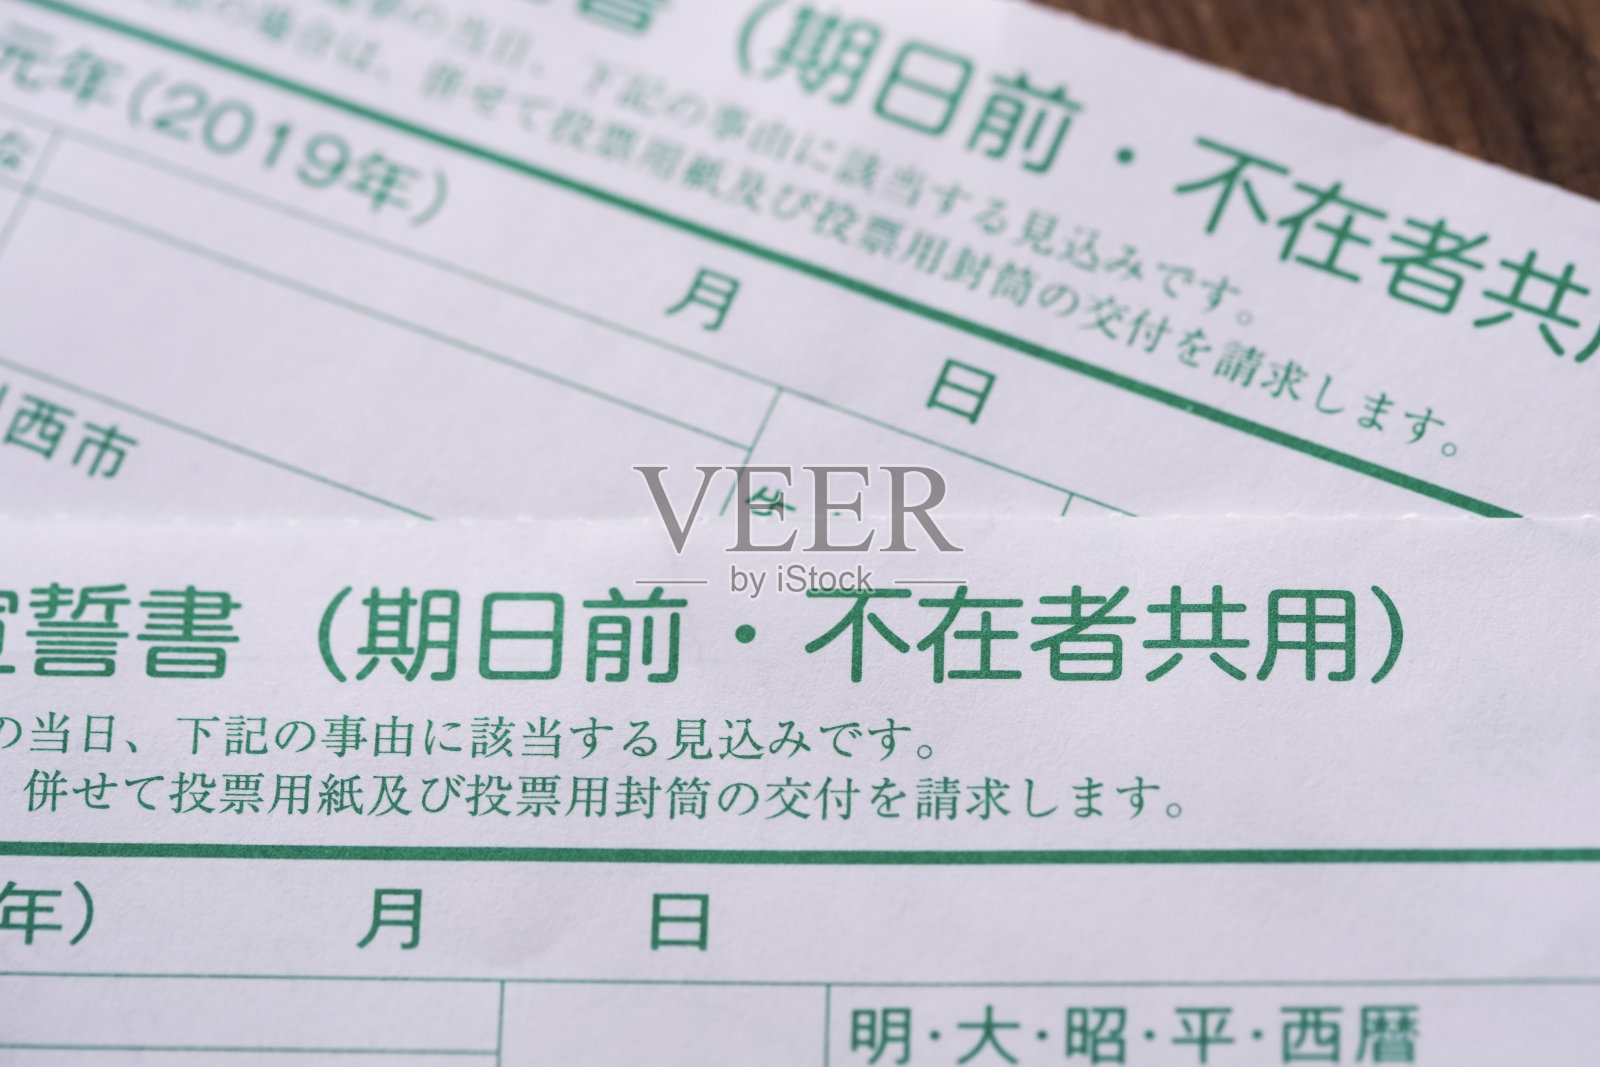 書（期日前・不在者共用
の当日、下記の事由に該当する見込みです。
の場合は、併せて投票用紙及び投票用封筒の交付を請求します。
元年（2019年）
月
日
西市
VEER
by iStock
宣誓書（期日前・不在者共用）
の当日、下記の事由に該当する見込みです。
併せて投票用紙及び投票用封筒の交付を請求します。
年）
月
日
明・大・昭・平・西暦